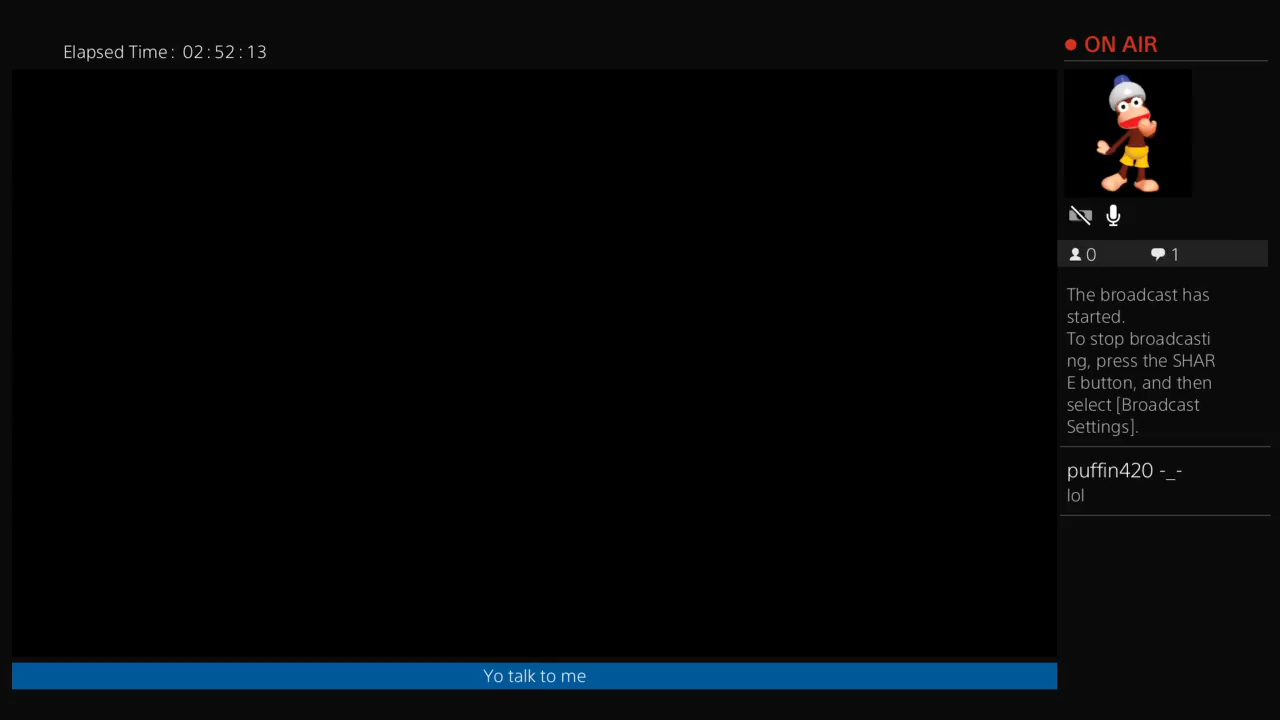 Elapsed Time: 02:52:13
ON AIR
0 1
The broadcast has
started.
To stop broadcasti
ng, press the SHAR
E button, and then
select [Broadcast
Settings].
puffin420 -_-
lol
Yo talk to me